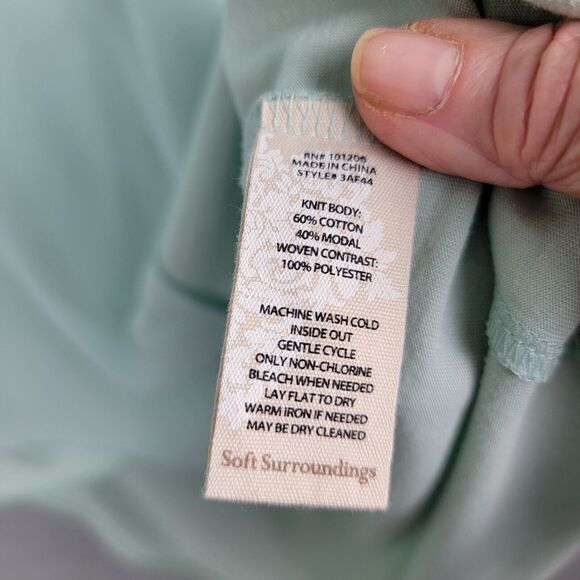 RN# 101206
MADE IN CHINA
STYLE# 3AF44
KNIT BODY:
60% COTTON
40% MODAL
WOVEN CONTRAST:
100% POLYESTER
MACHINE WASH COLD
INSIDE OUT
GENTLE CYCLE
ONLY NON-CHLORINE
BLEACH WHEN NEEDED
LAY FLAT TO DRY
WARM IRON IF NEEDED
MAY BE DRY CLEANED
Soft Surroundings